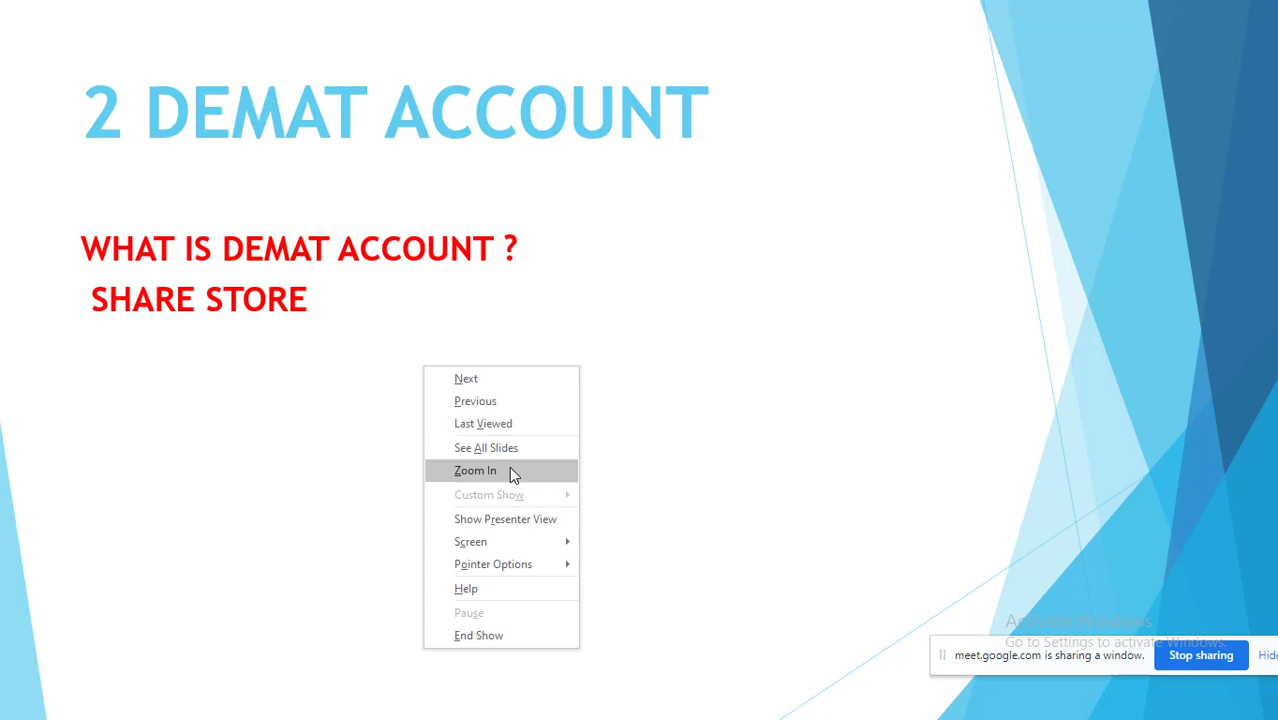 2 DEMAT ACCOUNT
WHAT IS DEMAT ACCOUNT ?
SHARE STORE
Next
Previous
Last Viewed
See All Slides
Zoom In
Custom Show
Show Presenter View
Screen
Pointer Options
Help
Pause
End Show
Activate Windows
Go to Settings to activate Windows.
meet.google.com is sharing a window.
Stop sharing
Hide